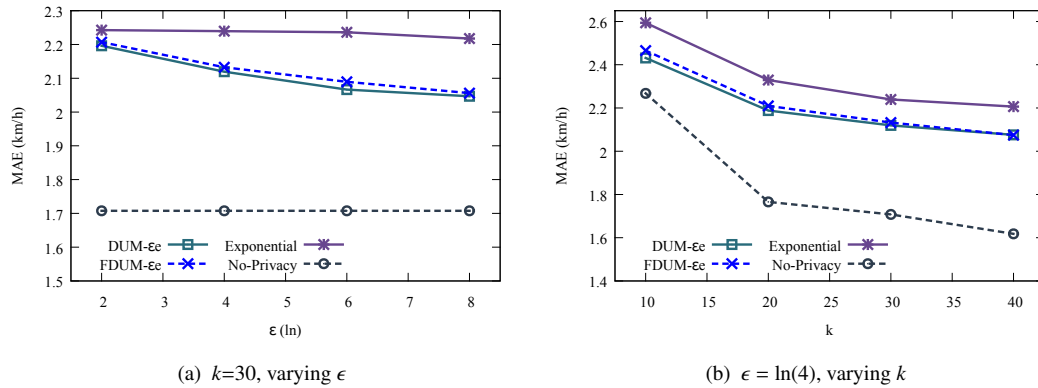 2.3
2.2
2.1
2
1.9
1.8
1.7
1.6
1.5
MAE (km/h)
DUM-εe
Exponential
FDUM-εe
No-Privacy
2 3 4 5 6 7 8
ε (ln)
(a) k=30, varying ϵ
2.6
2.4
2.2
2
1.8
1.6
1.4
MAE (km/h)
DUM-εe
Exponential
FDUM-εe
No-Privacy
10 15 20 25 30 35 40
k
(b) ϵ = ln(4), varying k